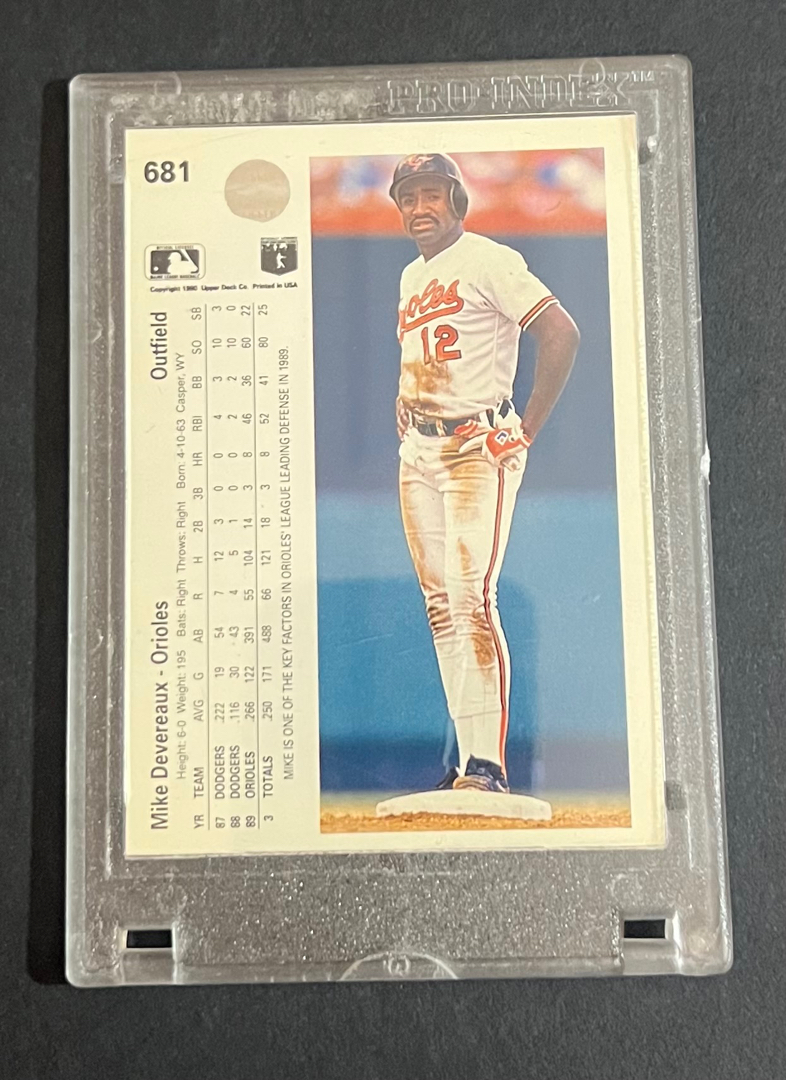 PRO-INDEX
681
Copyright 1990 Upper Deck Co. Printed in USA
Mike Devereaux - Orioles Outfield
Height: 6-0 Weight: 195 Bats: Right Throws: Right Born: 4-10-63 Casper, WY
YR TEAM AVG G AB R H 2B 3B HR RBI BB SO SB
87 DODGERS .222 19 54 7 12 3 0 0 4 3 10 3
88 DODGERS .116 30 43 4 5 1 0 0 2 2 10 0
89 ORIOLES .266 122 391 55 104 14 3 8 46 36 60 22
3 TOTALS .250 171 488 66 121 18 3 8 52 41 80 25
MIKE IS ONE OF THE KEY FACTORS IN ORIOLES' LEAGUE LEADING DEFENSE IN 1989.
oles
12